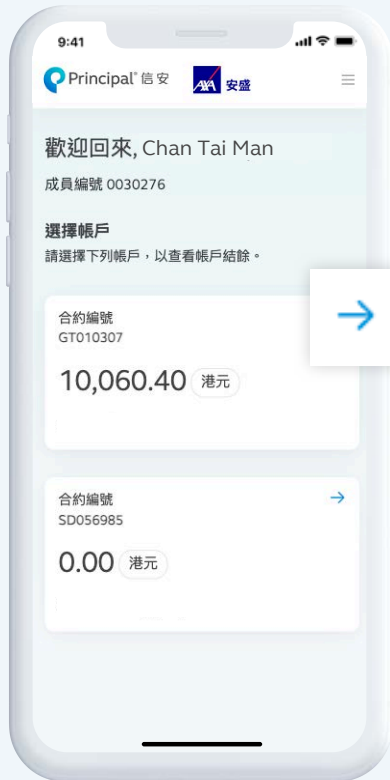 9:41
Principal® 信安 AXA 安盛
歡迎回來, Chan Tai Man
成員編號 0030276
選擇帳戶
請選擇下列帳戶，以查看帳戶結餘。
合約編號
GT010307
10,060.40 港元
合約編號
SD056985
0.00 港元